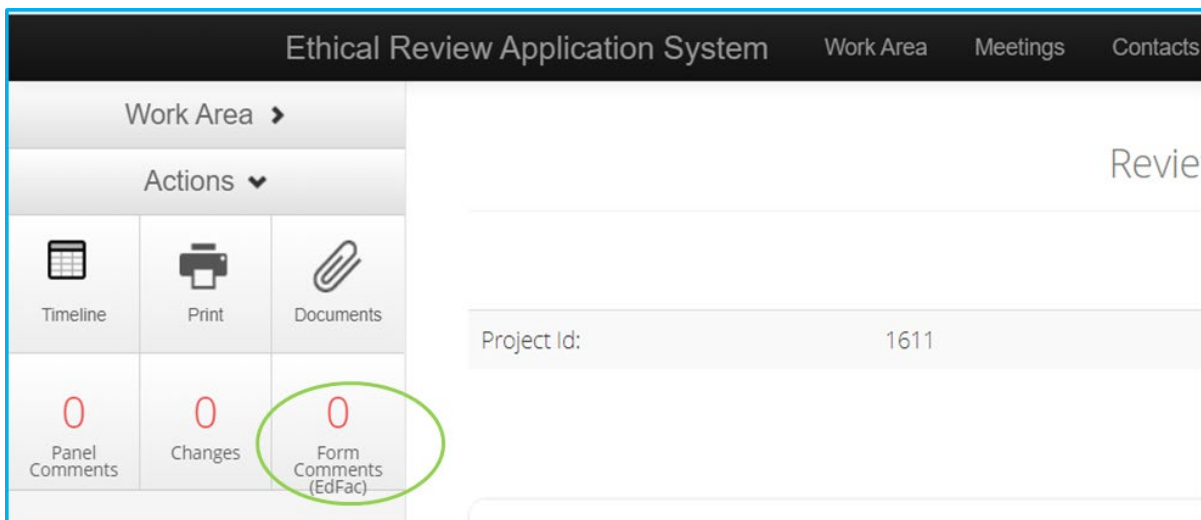 Ethical Review Application System Work Area Meetings Contacts
Work Area
Actions
Revie
Timeline Print Documents
Project Id: 1611
0 0 0
Panel Comments Changes Form Comments (EdFac)